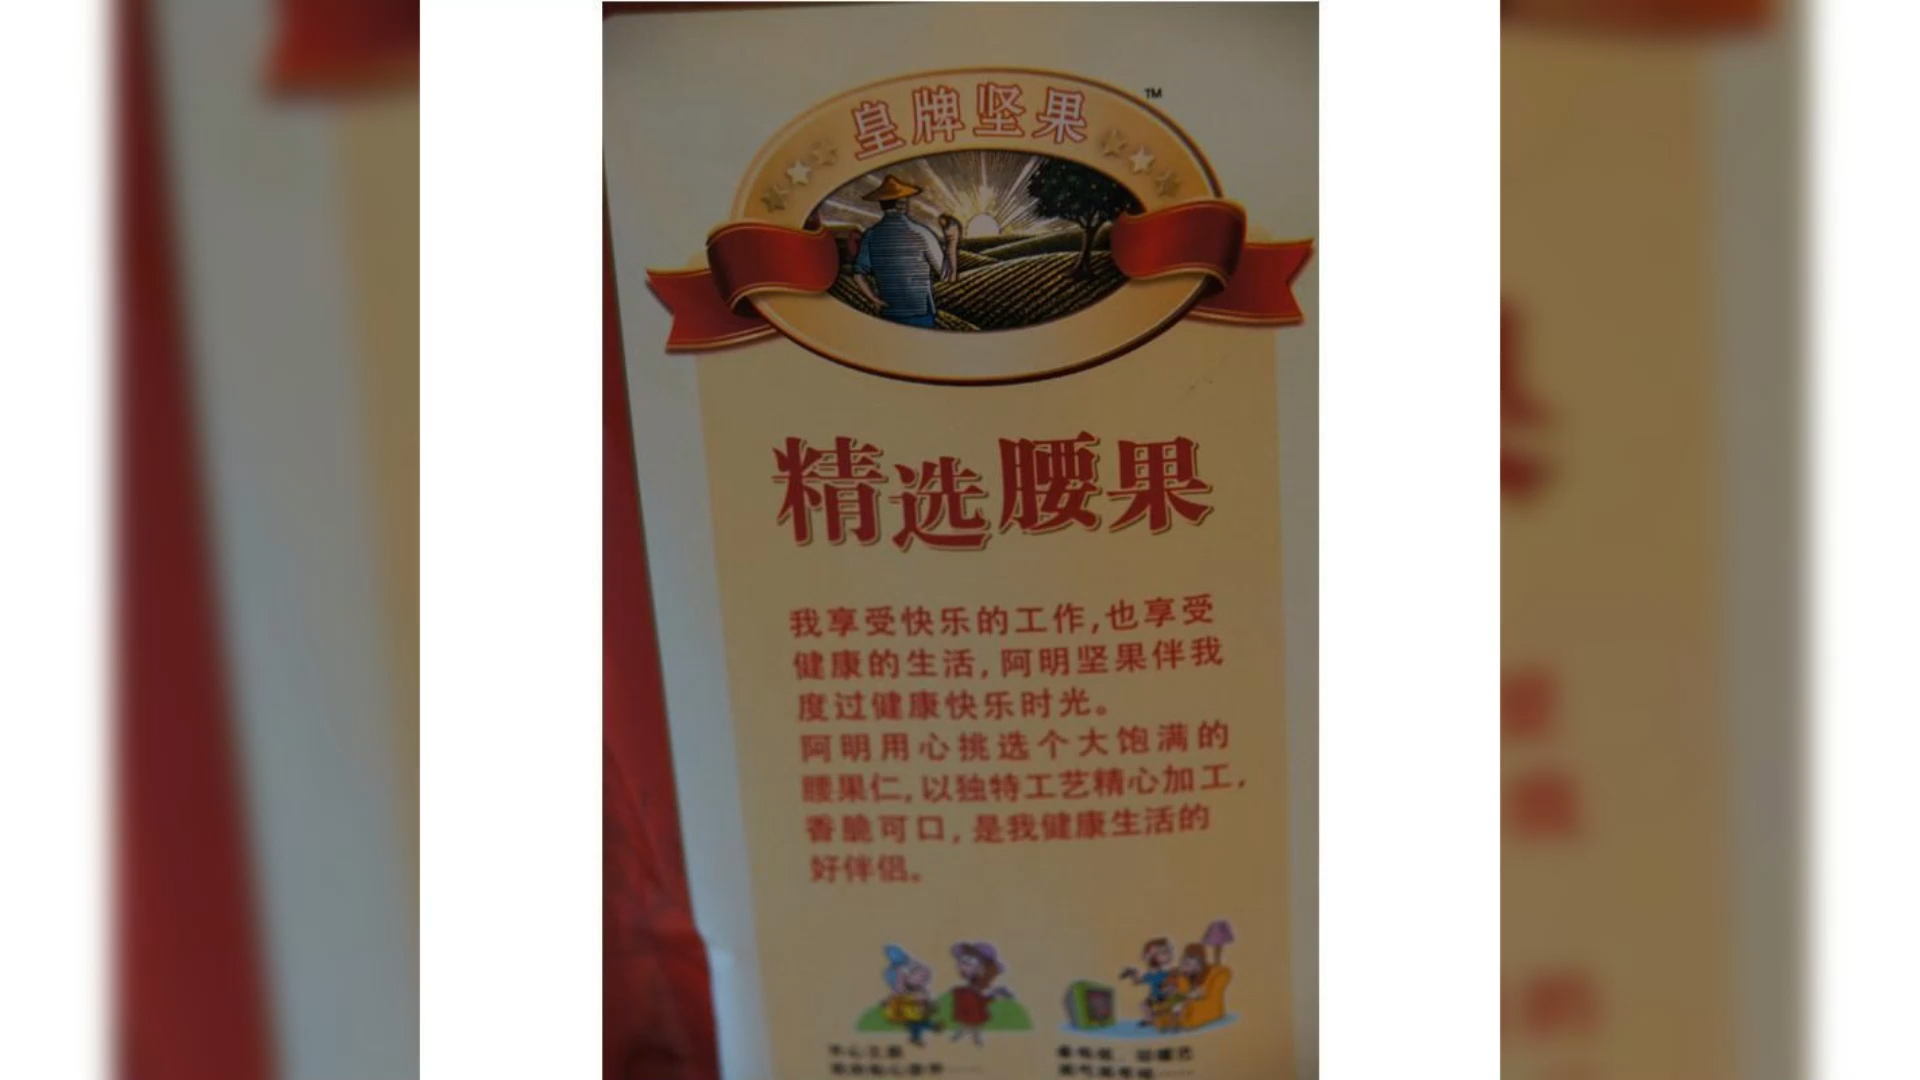 皇牌坚果
TM
精选腰果
我享受快乐的工作,也享受
健康的生活,阿明坚果伴我
度过健康快乐时光。
阿明用心挑选个大饱满的
腰果仁,以独特工艺精心加工,
香脆可口,是我健康生活的
好伴侣。